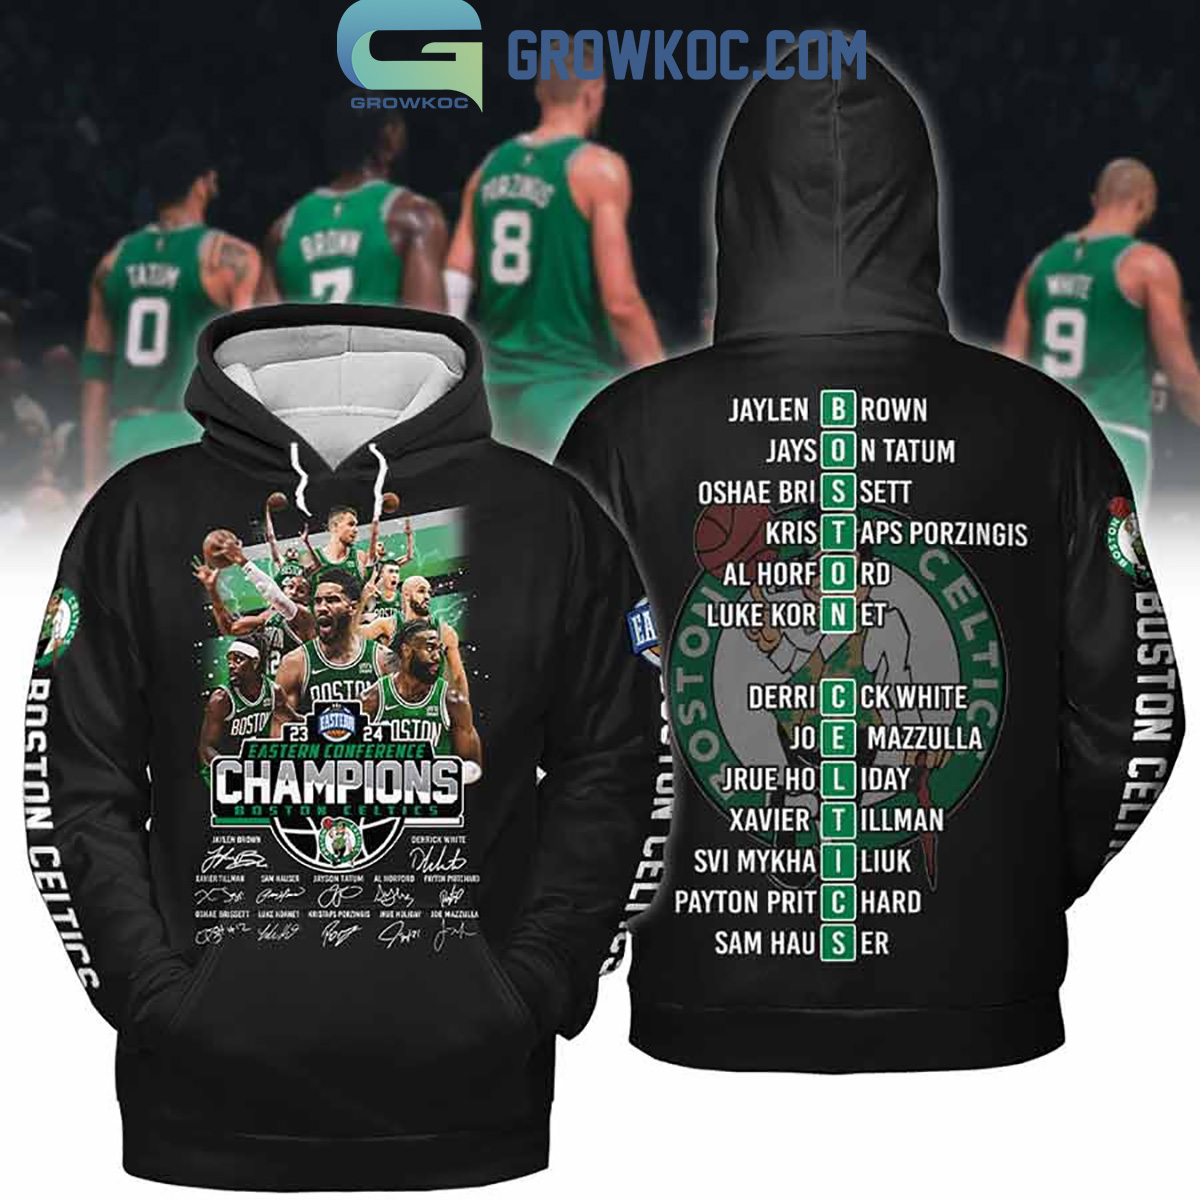 GROWKOC
GROWKOC.COM
TATUM
0
BROWN
7
PORZINGIS
8
WHITE
9
BOSTON
BOSTON
BOSTON
23 EASTERN 24
EASTERN CONFERENCE
CHAMPIONS
BOSTON CELTICS
JAYLEN BROWN
DERRICK WHITE
XAVIER TILLMAN SAM HAUSER JAYSON TATUM AL HORFORD PAYTON PRITCHARD
OSHAE BRISSETT LUKE KORNET KRISTAPS PORZINGIS JRUE HOLIDAY JOE MAZZULLA
BOSTON CELTICS
CELTICS
JAYLEN BROWN
JAYSON TATUM
OSHAE BRISSETT
KRISTAPS PORZINGIS
AL HORFORD
LUKE KORNET
DERRICK WHITE
JOE MAZZULLA
JRUE HOLIDAY
XAVIER TILLMAN
SVI MYKHAILIUK
PAYTON PRITCHARD
SAM HAUSER
BOSTON CELTICS
BOSTON
BOSTON CELTICS